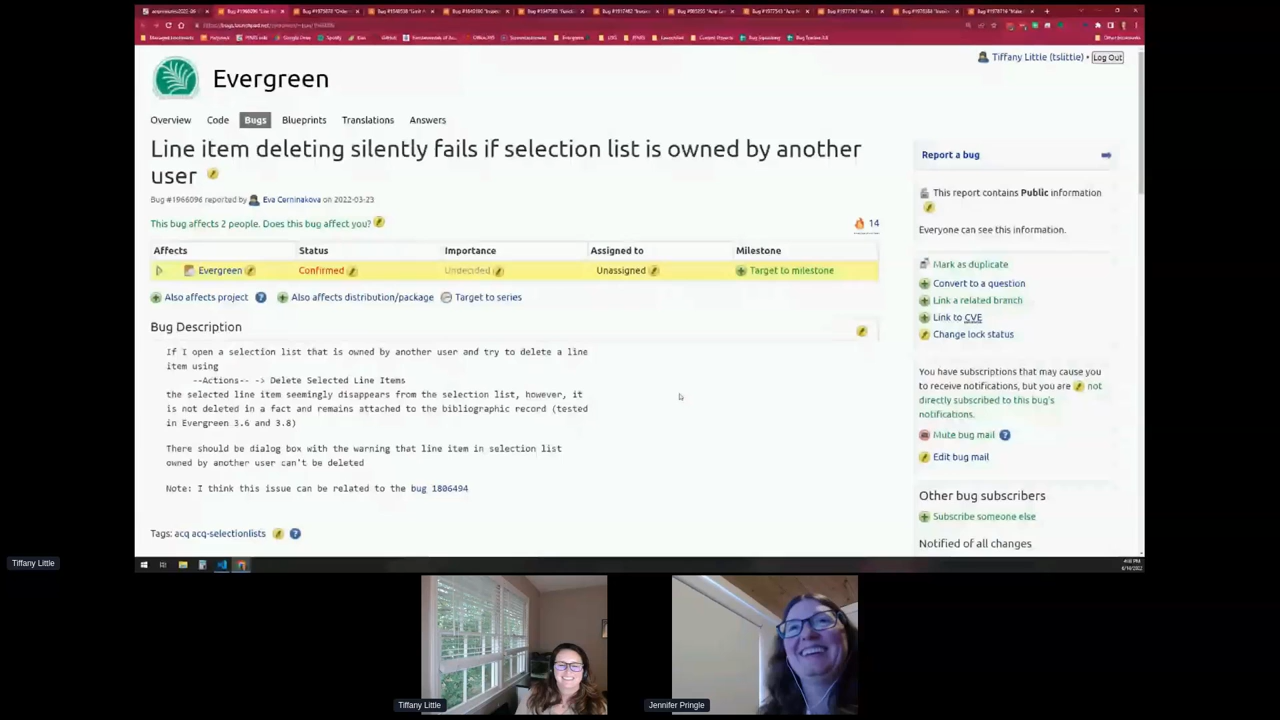 Tiffany Little (tslittle) • Log Out
Evergreen
Overview Code Bugs Blueprints Translations Answers
Line item deleting silently fails if selection list is owned by another
user
Report a bug
Bug #1966096 reported by Eva Cerninakova on 2022-03-23
This report contains Public information
This bug affects 2 people. Does this bug affect you?
14
Everyone can see this information.
Affects Status Importance Assigned to Milestone
Evergreen Confirmed Undecided Unassigned Target to milestone
Mark as duplicate
Convert to a question
Also affects project ? Also affects distribution/package Target to series
Link a related branch
Link to CVE
Bug Description
Change lock status
If I open a selection list that is owned by another user and try to delete a line
item using
--Actions-- -> Delete Selected Line Items
the selected line item seemingly disappears from the selection list, however, it
is not deleted in a fact and remains attached to the bibliographic record (tested
in Evergreen 3.6 and 3.8)
You have subscriptions that may cause you
to receive notifications, but you are not
directly subscribed to this bug's
notifications.
Mute bug mail ?
There should be dialog box with the warning that line item in selection list
owned by another user can't be deleted
Edit bug mail
Note: I think this issue can be related to the bug 1806494
Other bug subscribers
Subscribe someone else
Tags: acq acq-selectionlists ?
Notified of all changes
Tiffany Little
Tiffany Little
Jennifer Pringle